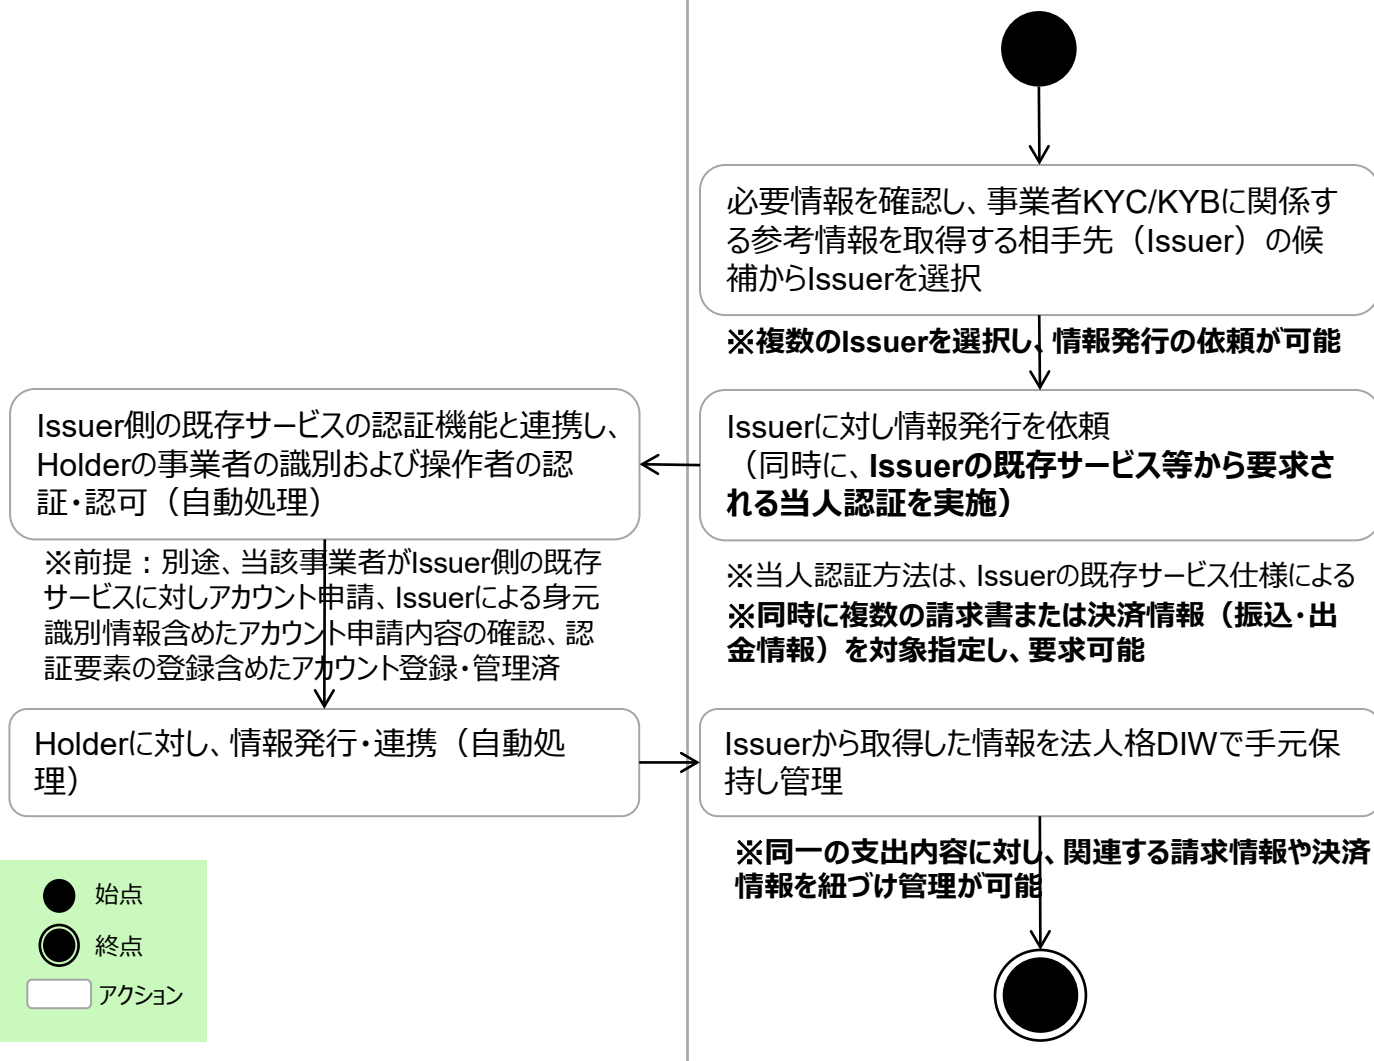 必要情報を確認し、事業者KYC/KYBに関係す
る参考情報を取得する相手先（Issuer）の候
補からIssuerを選択
※複数のIssuerを選択し、情報発行の依頼が可能
Issuerに対し情報発行を依頼
（同時に、Issuerの既存サービス等から要求さ
れる当人認証を実施）
※当人認証方法は、Issuerの既存サービス仕様による
※同時に複数の請求書または決済情報（振込・出
金情報）を対象指定し、要求可能
Issuer側の既存サービスの認証機能と連携し、
Holderの事業者の識別および操作者の認
証・認可（自動処理）
※前提：別途、当該事業者がIssuer側の既存
サービスに対しアカウント申請、Issuerによる身元
識別情報含めたアカウント申請内容の確認、認
証要素の登録含めたアカウント登録・管理済
Holderに対し、情報発行・連携（自動処
理）
Issuerから取得した情報を法人格DIWで手元保
持し管理
※同一の支出内容に対し、関連する請求情報や決済
情報を紐づけ管理が可能
始点
終点
アクション